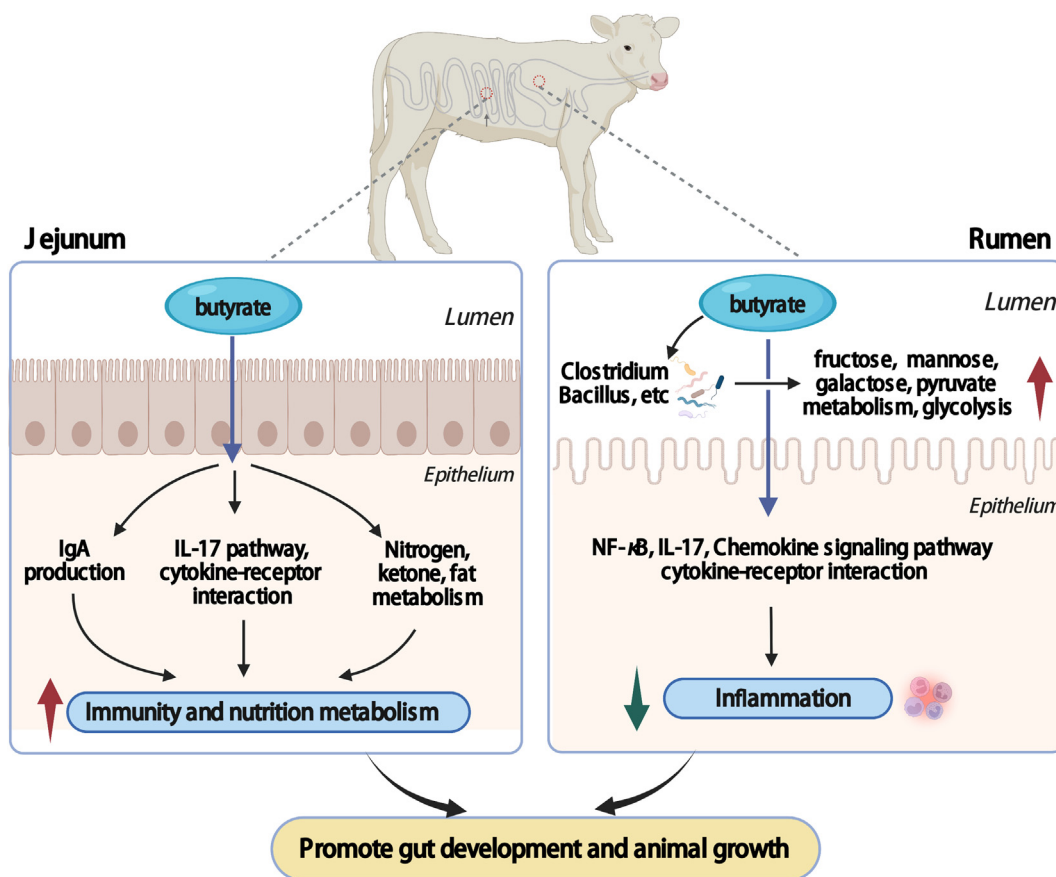 Jejunum
butyrate
Lumen
Epithelium
IgA
production
IL-17 pathway,
cytokine-receptor
interaction
Nitrogen,
ketone, fat
metabolism
Immunity and nutrition metabolism
Rumen
butyrate
Lumen
Clostridium
Bacillus, etc
fructose, mannose,
galactose, pyruvate
metabolism, glycolysis
Epithelium
NF-κB, IL-17, Chemokine signaling pathway
cytokine-receptor interaction
Inflammation
Promote gut development and animal growth